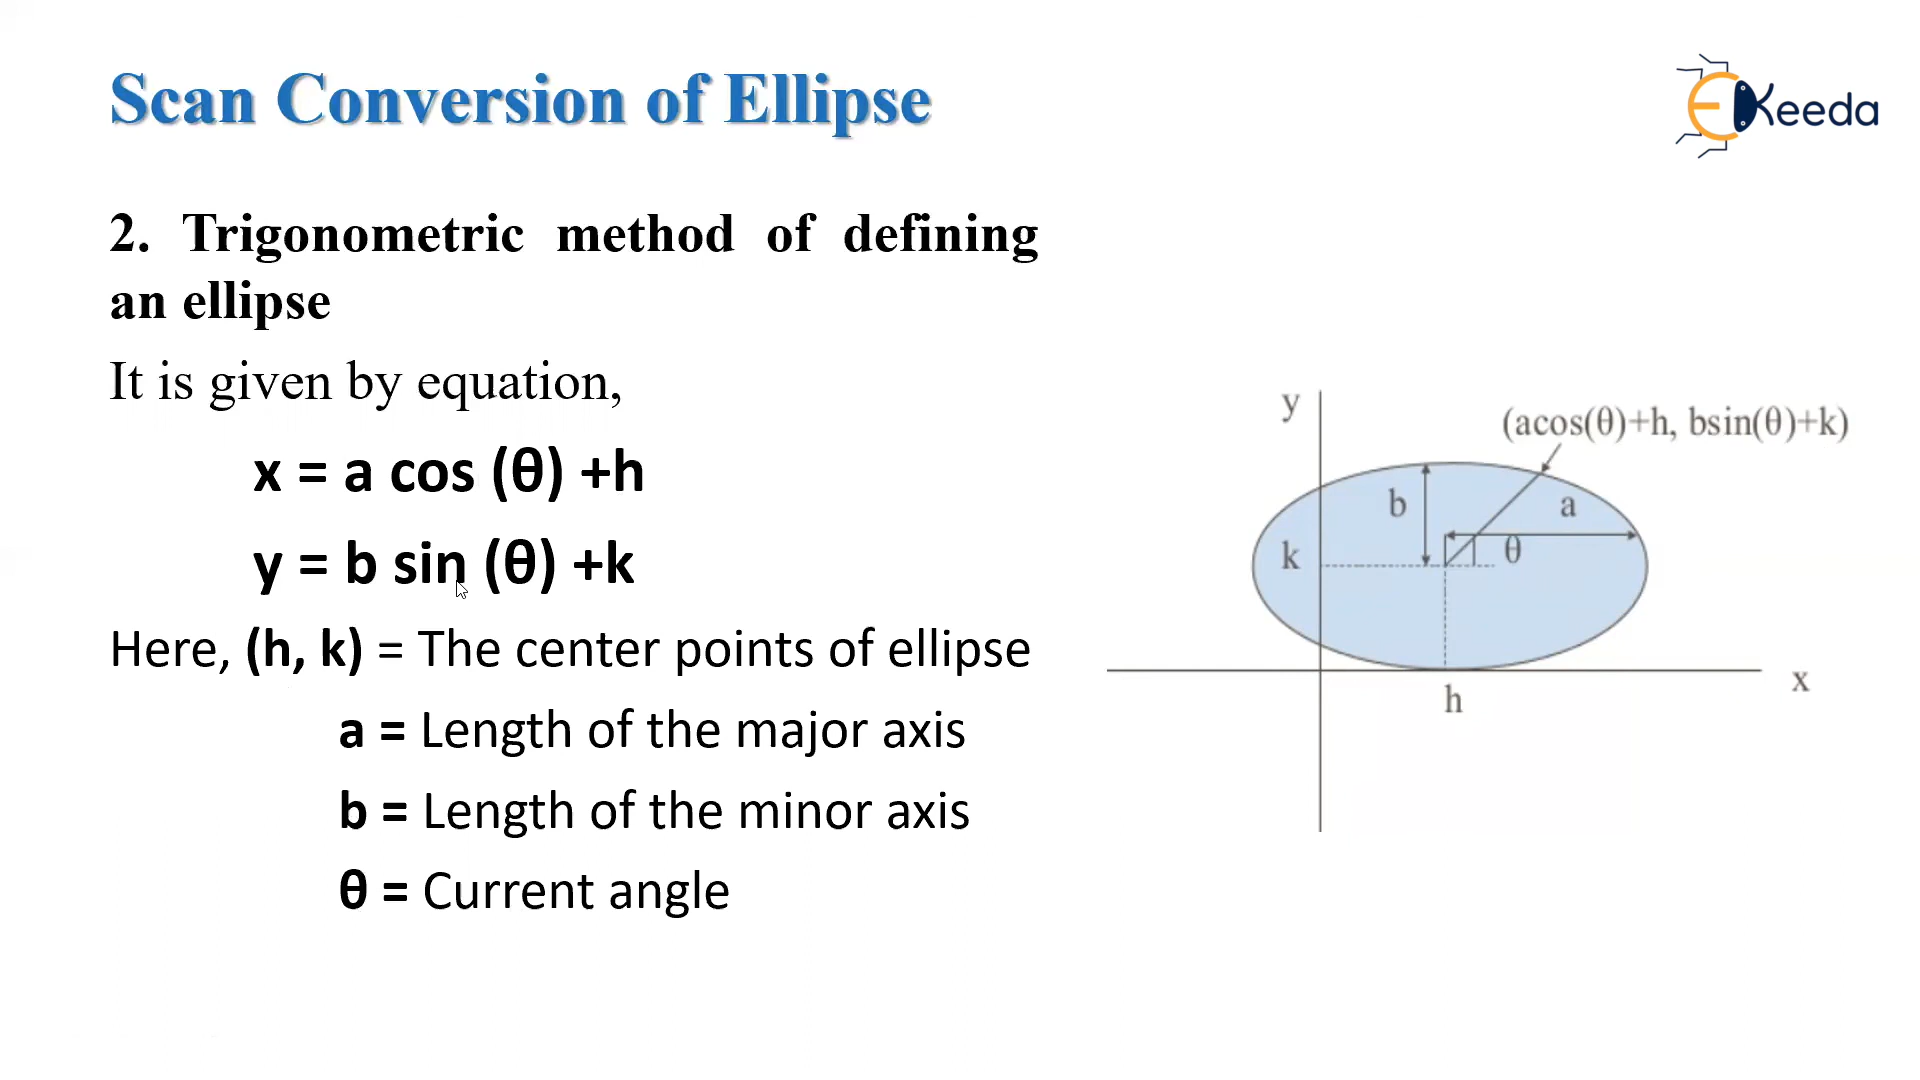 Scan Conversion of Ellipse
EKeeda
2. Trigonometric method of defining
an ellipse
It is given by equation,
x = a cos (θ) +h
y = b sin (θ) +k
Here, (h, k) = The center points of ellipse
a = Length of the major axis
b = Length of the minor axis
θ = Current angle
y
(acos(θ)+h, bsin(θ)+k)
b
a
k
θ
x
h